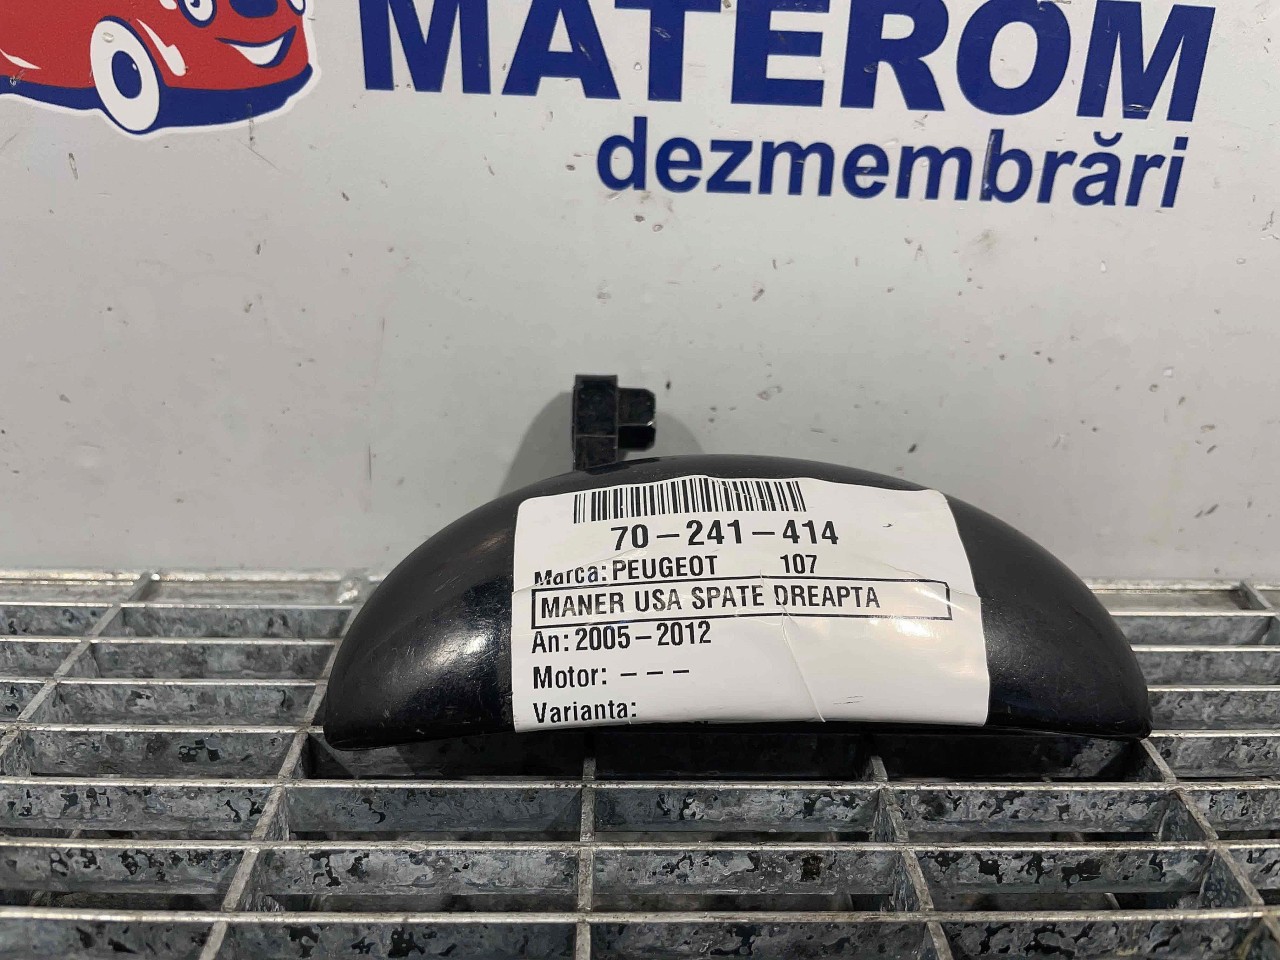 MATEROM
dezmembrări
70-241-414
Marca: PEUGEOT 107
MANER USA SPATE DREAPTA
An: 2005-2012
Motor: ---
Varianta: